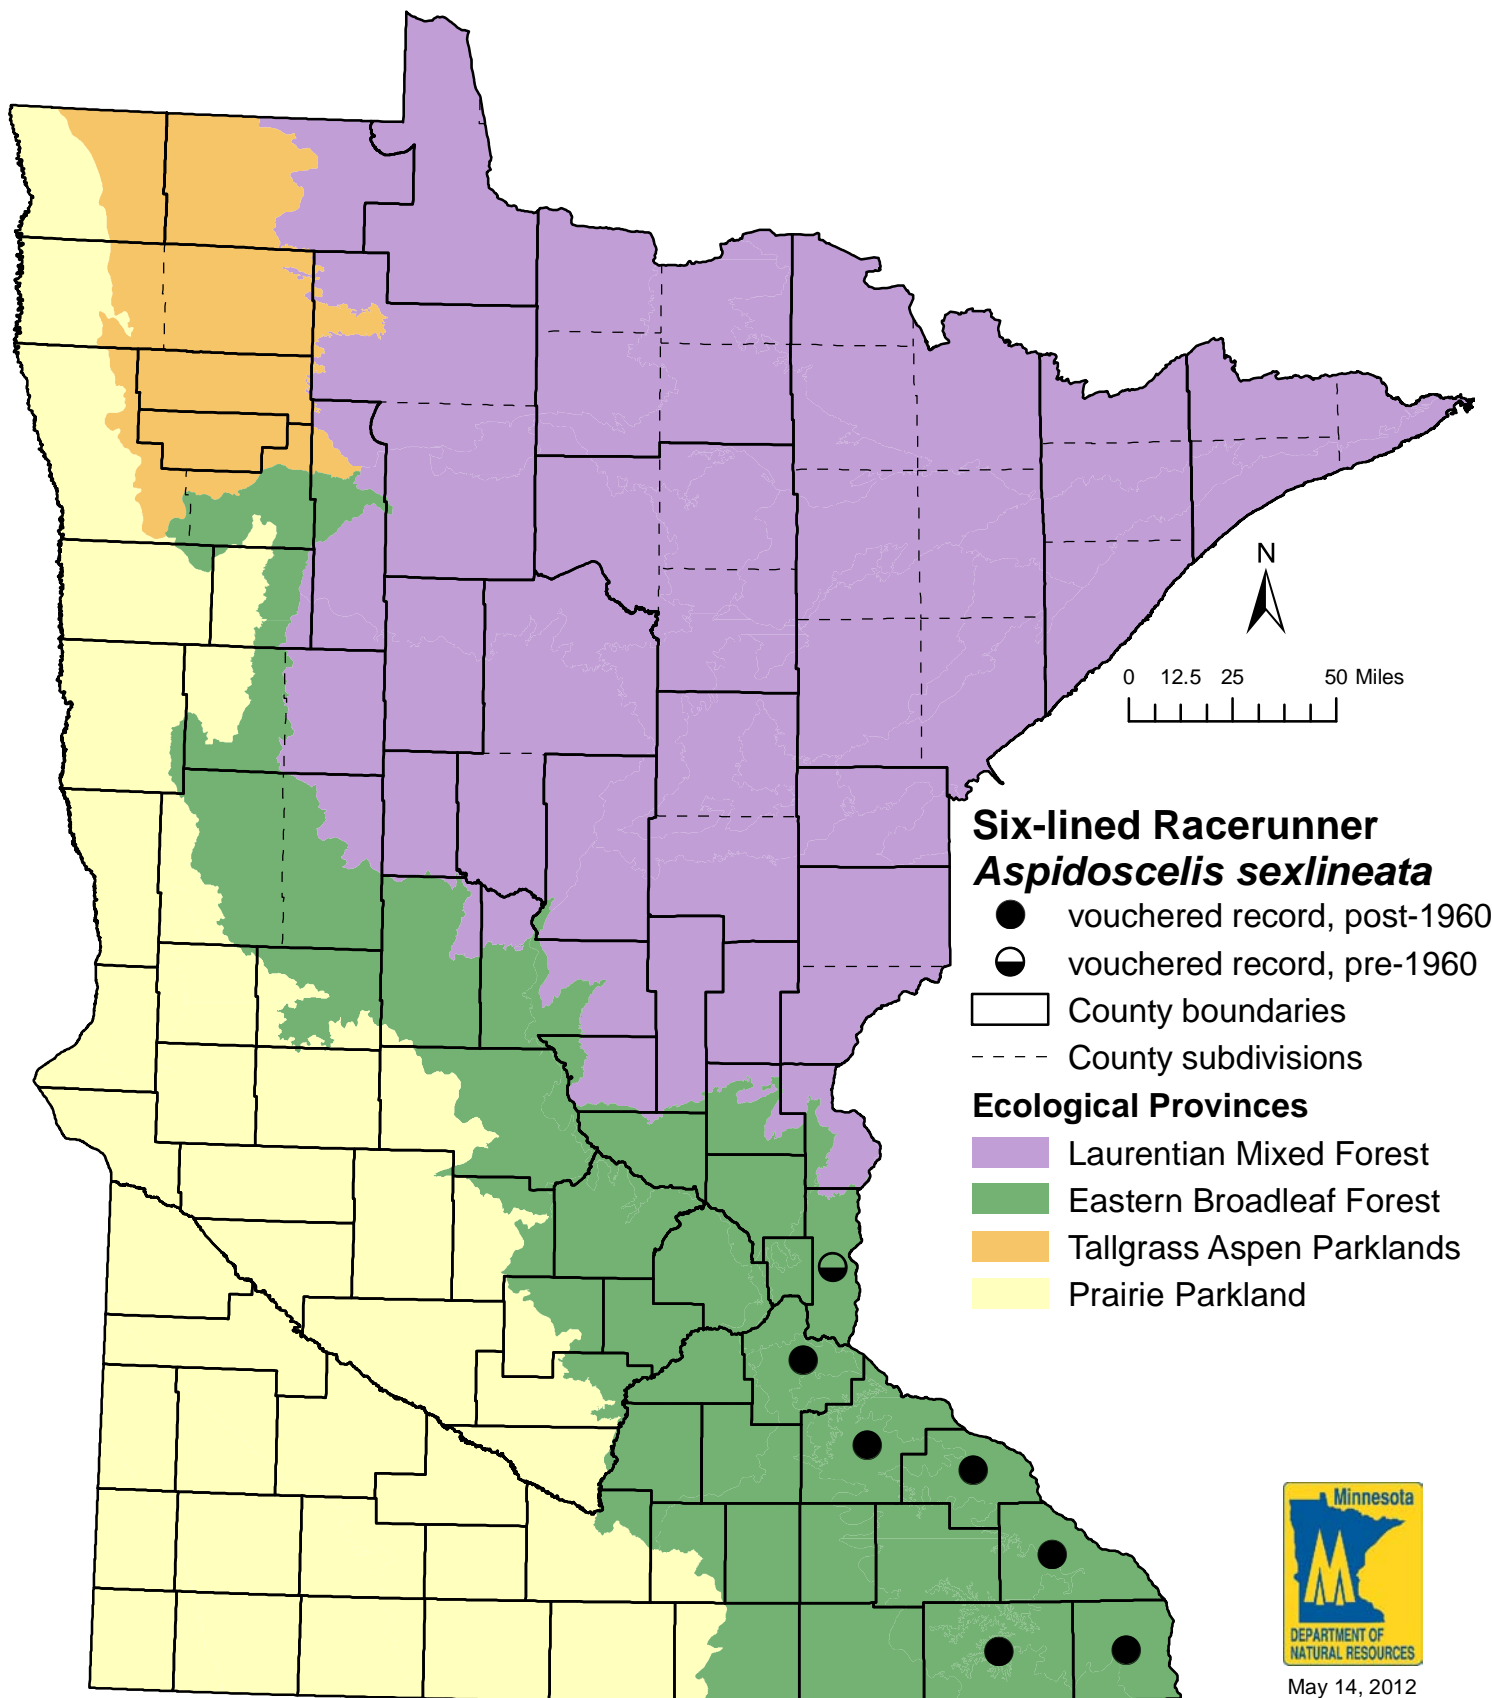 N
0 12.5 25 50 Miles
Six-lined Racerunner
Aspidoscelis sexlineata
vouchered record, post-1960
vouchered record, pre-1960
County boundaries
County subdivisions
Ecological Provinces
Laurentian Mixed Forest
Eastern Broadleaf Forest
Tallgrass Aspen Parklands
Prairie Parkland
Minnesota
DEPARTMENT OF
NATURAL RESOURCES
May 14, 2012